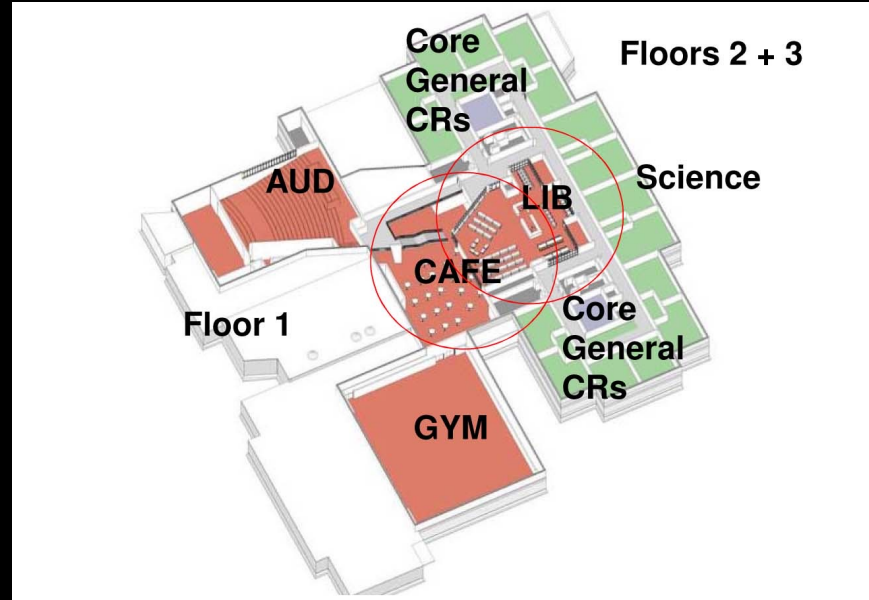 Core
General
CRs
Floors 2 + 3
AUD
LIB
Science
CAFE
Floor 1
Core
General
CRs
GYM